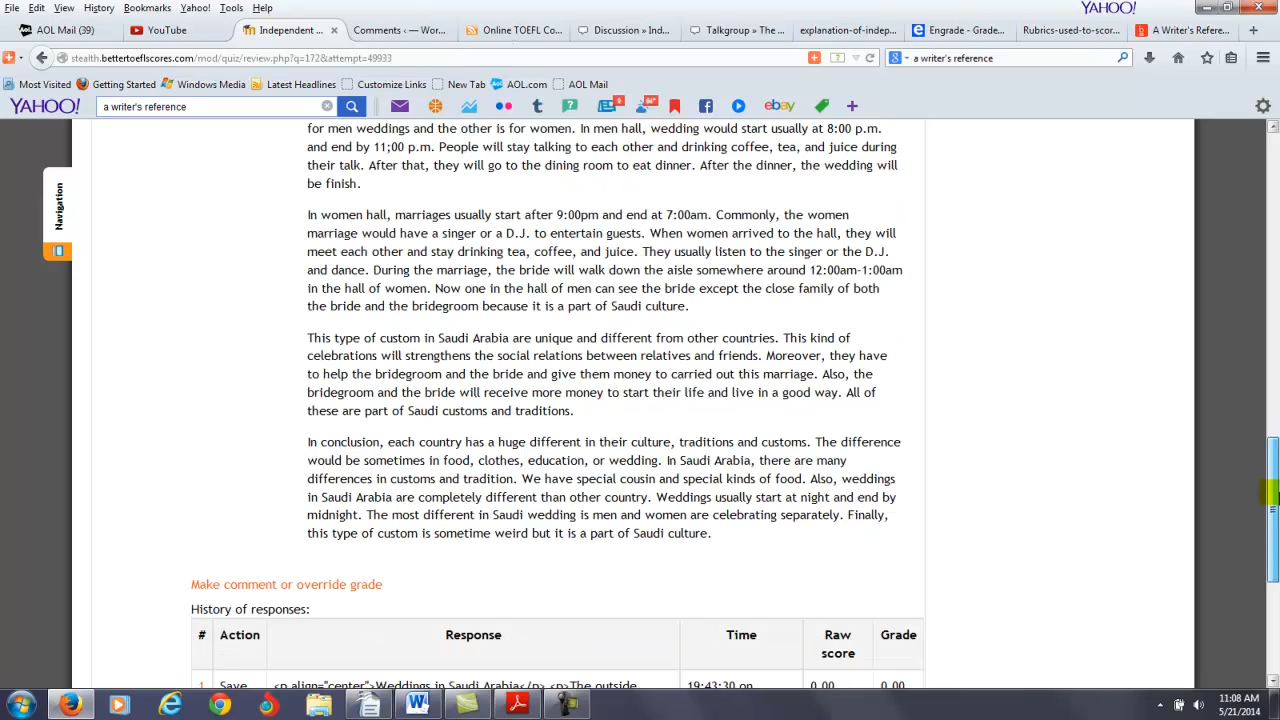 File Edit View History Bookmarks Yahoo! Tools Help
YAHOO!
AOL Mail (39) YouTube Independent ... Comments ‹ — Wor... Online TOEFL Co... Discussion » Ind... Talkgroup » The ... explanation-of-indep... Engrade - Grade... Rubrics-used-to-scor... A Writer's Refere...
stealth.bettertoeflscores.com/mod/quiz/review.php?q=172&attempt=49933
a writer's reference
Most Visited Getting Started Windows Media Latest Headlines Customize Links New Tab AOL.com AOL Mail
YAHOO! a writer's reference
ebay
Navigation
for men weddings and the other is for women. In men hall, wedding would start usually at 8:00 p.m.
and end by 11;00 p.m. People will stay talking to each other and drinking coffee, tea, and juice during
their talk. After that, they will go to the dining room to eat dinner. After the dinner, the wedding will
be finish.
In women hall, marriages usually start after 9:00pm and end at 7:00am. Commonly, the women
marriage would have a singer or a D.J. to entertain guests. When women arrived to the hall, they will
meet each other and stay drinking tea, coffee, and juice. They usually listen to the singer or the D.J.
and dance. During the marriage, the bride will walk down the aisle somewhere around 12:00am-1:00am
in the hall of women. Now one in the hall of men can see the bride except the close family of both
the bride and the bridegroom because it is a part of Saudi culture.
This type of custom in Saudi Arabia are unique and different from other countries. This kind of
celebrations will strengthens the social relations between relatives and friends. Moreover, they have
to help the bridegroom and the bride and give them money to carried out this marriage. Also, the
bridegroom and the bride will receive more money to start their life and live in a good way. All of
these are part of Saudi customs and traditions.
In conclusion, each country has a huge different in their culture, traditions and customs. The difference
would be sometimes in food, clothes, education, or wedding. In Saudi Arabia, there are many
differences in customs and tradition. We have special cousin and special kinds of food. Also, weddings
in Saudi Arabia are completely different than other country. Weddings usually start at night and end by
midnight. The most different in Saudi wedding is men and women are celebrating separately. Finally,
this type of custom is sometime weird but it is a part of Saudi culture.
Make comment or override grade
History of responses:
# Action Response Time Raw score Grade
1 Save <p align="center">Weddings in Saudi Arabia</p> <p>The outside 19:43:30 on 0.00 0.00
11:08 AM
5/21/2014